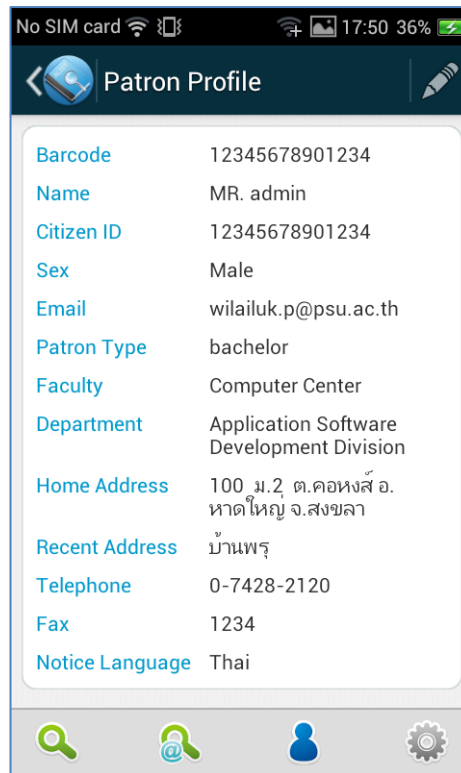 No SIM card 17:50 36%
Patron Profile
Barcode 12345678901234
Name MR. admin
Citizen ID 12345678901234
Sex Male
Email wilailuk.p@psu.ac.th
Patron Type bachelor
Faculty Computer Center
Department Application Software
Development Division
Home Address 100 ม.2 ต.คอหงส์ อ.
หาดใหญ่ จ.สงขลา
Recent Address บ้านพรุ
Telephone 0-7428-2120
Fax 1234
Notice Language Thai
@